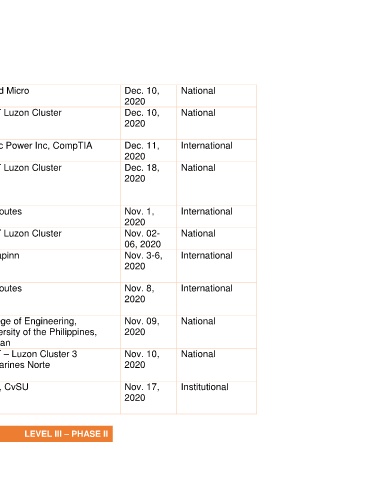 d Micro Dec. 10, National
2020
Luzon Cluster Dec. 10, National
2020
c Power Inc, CompTIA Dec. 11, International
2020
Luzon Cluster Dec. 18, National
2020
outes Nov. 1, International
2020
Luzon Cluster Nov. 02- National
06, 2020
pinn Nov. 3-6, International
2020
outes Nov. 8, International
2020
ge of Engineering, Nov. 09, National
ersity of the Philippines, 2020
an
– Luzon Cluster 3 Nov. 10, National
arines Norte 2020
, CvSU Nov. 17, Institutional
2020
LEVEL III – PHASE II